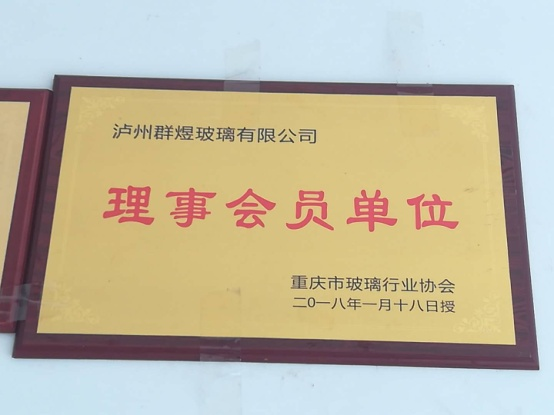 泸州群煜玻璃有限公司
理事会员单位
重庆市玻璃行业协会
二0一八年一月十八日授